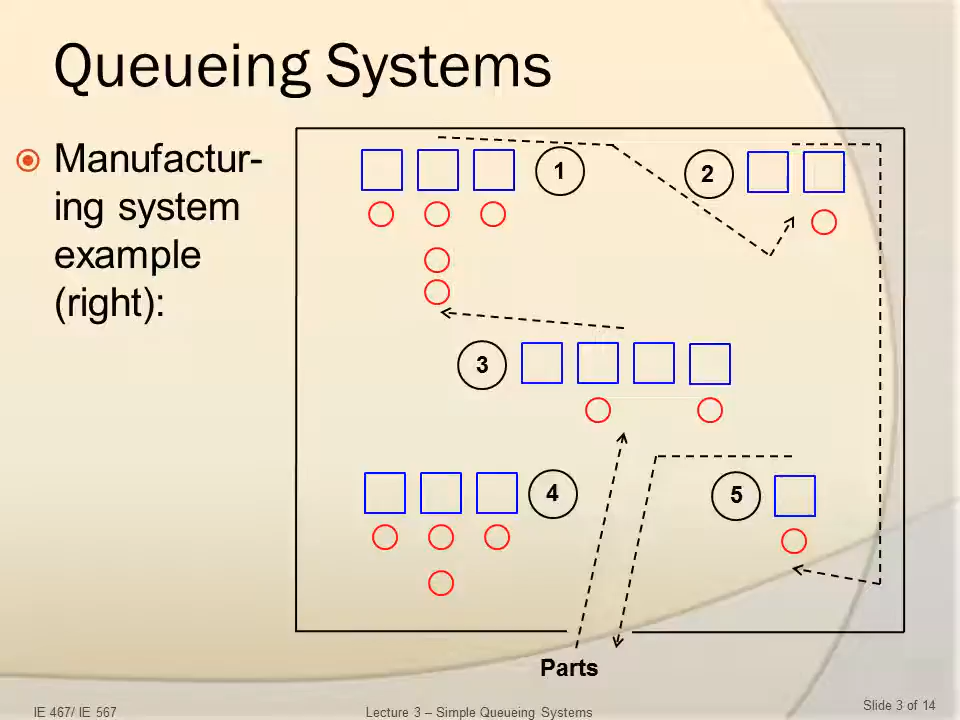 Queueing Systems
Manufactur-
ing system
example
(right):
1
2
3
4
5
Parts
IE 467/ IE 567
Lecture 3 – Simple Queueing Systems
Slide 3 of 14